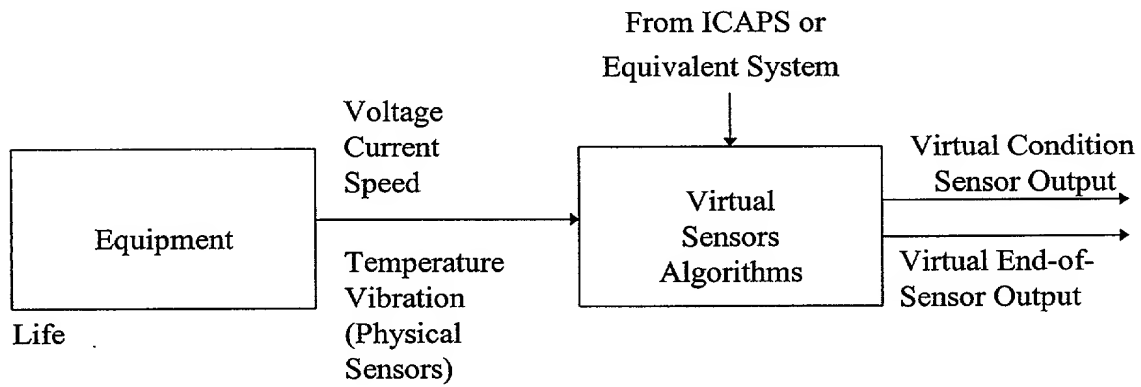 From ICAPS or
Equivalent System
Voltage
Current
Speed
Equipment
Temperature
Vibration
(Physical
Sensors)
Life
Virtual
Sensors
Algorithms
Virtual Condition
Sensor Output
Virtual End-of-
Sensor Output